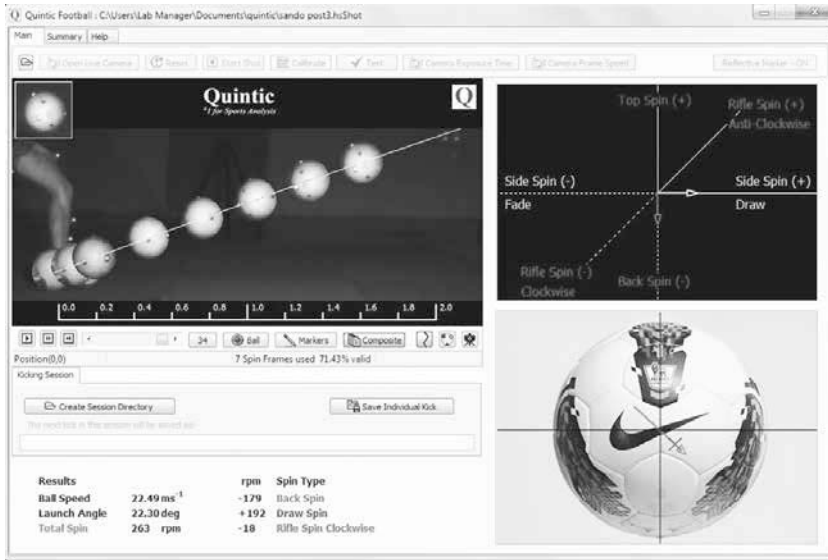 Quintic Football : C:\Users\Lab Manager\Documents\quintic\sando post3.hsShot
Main Summary Help
Open Live Camera Reset Start Shot Calibrate Test Camera Exposure Time Camera Frame Speed
Quintic
#1 for Sports Analysis
Q
Top Spin (+)
Rifle Spin (+)
Anti-Clockwise
Side Spin (-) Side Spin (+)
Fade Draw
Rifle Spin (-)
Clockwise
Back Spin (-)
0.0 0.2 0.4 0.6 0.8 1.0 1.2 1.4 1.6 1.8 2.0
34 Ball Markers Composite
Position(0,0) 7 Spin Frames used 71.43% valid
Kicking Session
Create Session Directory Save Individual Kick
Results rpm Spin Type
Ball Speed 22.49 ms⁻¹ -179 Back Spin
Launch Angle 22.30 deg +192 Draw Spin
Total Spin 263 rpm -18 Rifle Spin Clockwise